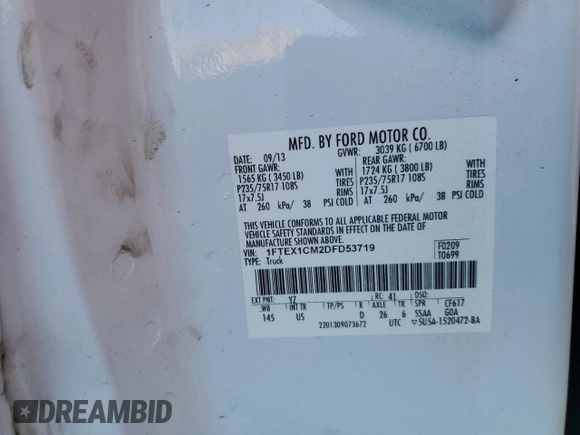 MFD. BY FORD MOTOR CO.
DATE: 09/13 GVWR: 3039 KG ( 6700 LB)
FRONT GAWR: REAR GAWR:
1565 KG ( 3450 LB) WITH 1724 KG ( 3800 LB) WITH
P235/75R17 108S TIRES P235/75R17 108S TIRES
17x7.5J RIMS 17x7.5J RIMS
AT 260 kPa/ 38 PSI COLD AT 260 kPa/ 38 PSI COLD
THIS VEHICLE CONFORMS TO ALL APPLICABLE FEDERAL MOTOR
VEHICLE SAFETY STANDARDS IN EFFECT ON THE DATE OF
MANUFACTURE SHOWN ABOVE.
VIN: 1FTEX1CM2DFD53719 F0209
TYPE: Truck T0699
EXT PNT: YZ RC: 41 DSO:
WB INT TR TP/PS R AXLE TR SPR CF617
145 US D 26 6 SSAA GOA
2201309073672 UTC ▽5U5A-1520472-BA
DREAMBID